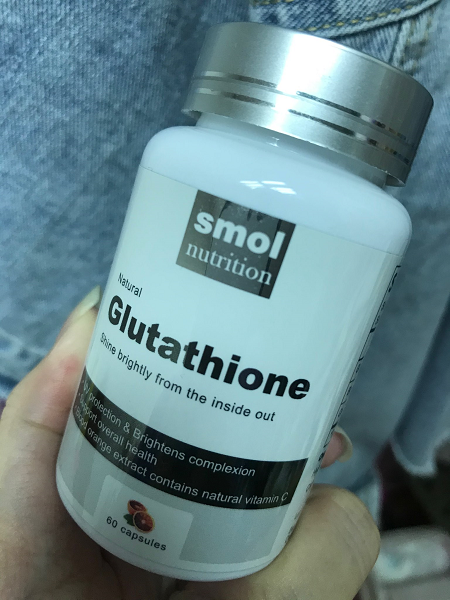 smol
nutrition
Natural
Glutathione
Shine brightly from the inside out
protection & Brightens complexion
overall health
orange extract contains natural vitamin C
60 capsules